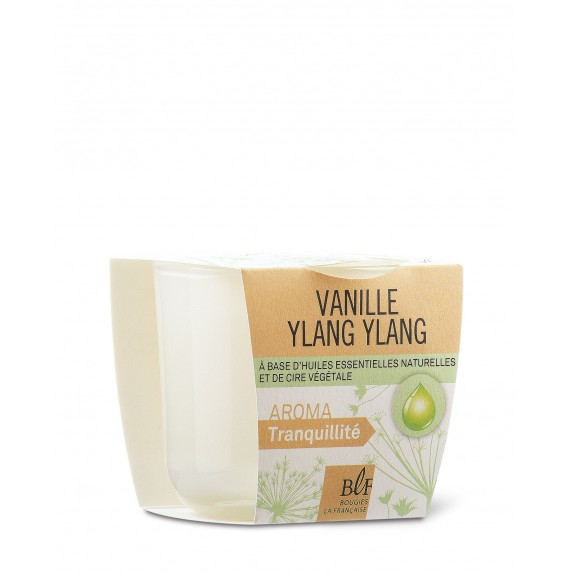 VANILLE
YLANG YLANG
À BASE D'HUILES ESSENTIELLES NATURELLES
ET DE CIRE VÉGÉTALE
AROMA
Tranquillité
BLF
BOUGIES
LA FRANÇAISE